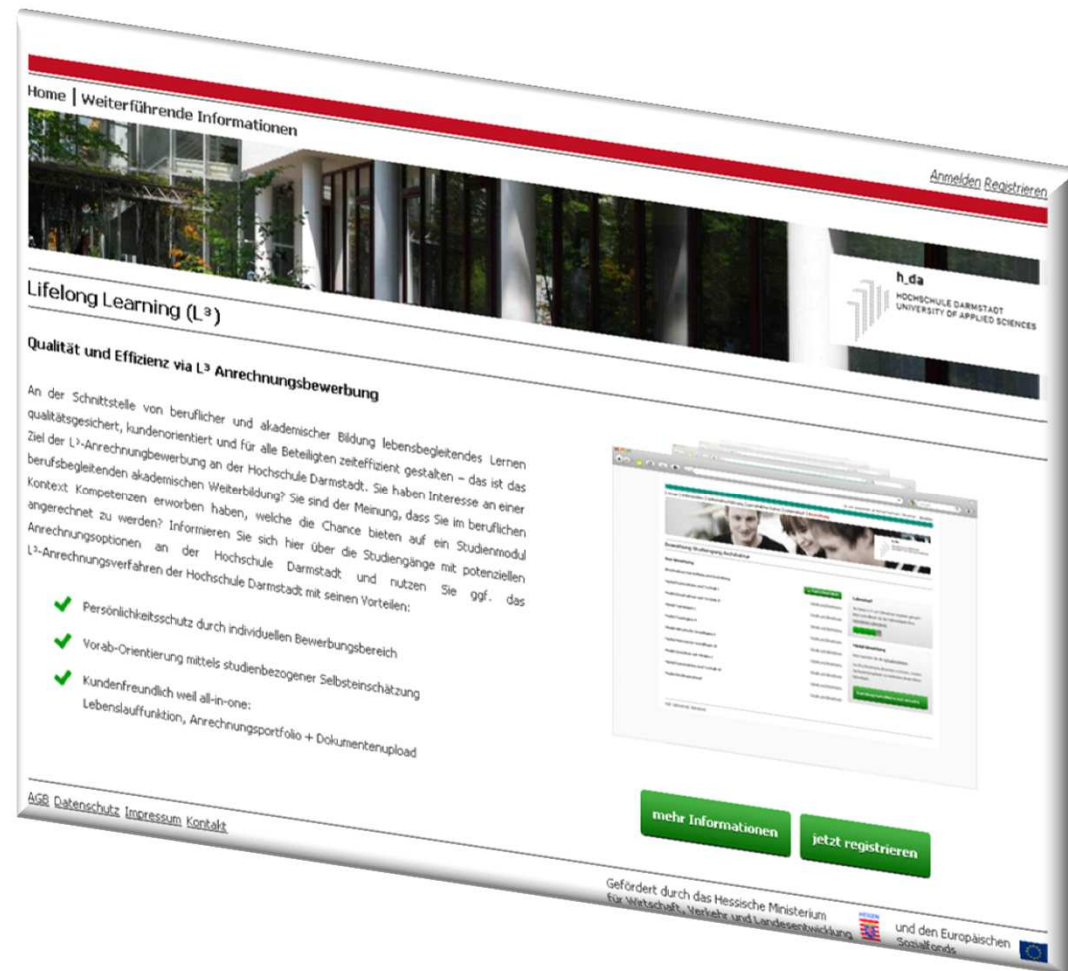 Home | Weiterführende Informationen
Anmelden Registrieren
h_da
HOCHSCHULE DARMSTADT
UNIVERSITY OF APPLIED SCIENCES
Lifelong Learning (L³)
Qualität und Effizienz via L³ Anrechnungsbewerbung
An der Schnittstelle von beruflicher und akademischer Bildung lebensbegleitendes Lernen
qualitätsgesichert, kundenorientiert und für alle Beteiligten zeiteffizient gestalten – das ist das
Ziel der L³-Anrechnungbewerbung an der Hochschule Darmstadt. Sie haben Interesse an einer
berufsbegleitenden akademischen Weiterbildung? Sie sind der Meinung, dass Sie im beruflichen
Kontext Kompetenzen erworben haben, welche die Chance bieten auf ein Studienmodul
angerechnet zu werden? Informieren Sie sich hier über die Studiengänge mit potenziellen
Anrechnungsoptionen an der Hochschule Darmstadt und nutzen Sie ggf. das
L³-Anrechnungsverfahren der Hochschule Darmstadt mit seinen Vorteilen:
Persönlichkeitsschutz durch individuellen Bewerbungsbereich
Vorab-Orientierung mittels studienbezogener Selbsteinschätzung
Kundenfreundlich weil all-in-one:
Lebenslauffunktion, Anrechnungsportfolio + Dokumentenupload
mehr Informationen
jetzt registrieren
AGB Datenschutz Impressum Kontakt
Gefördert durch das Hessische Ministerium
für Wirtschaft, Verkehr und Landesentwicklung
HESSEN
und den Europäischen
Sozialfonds